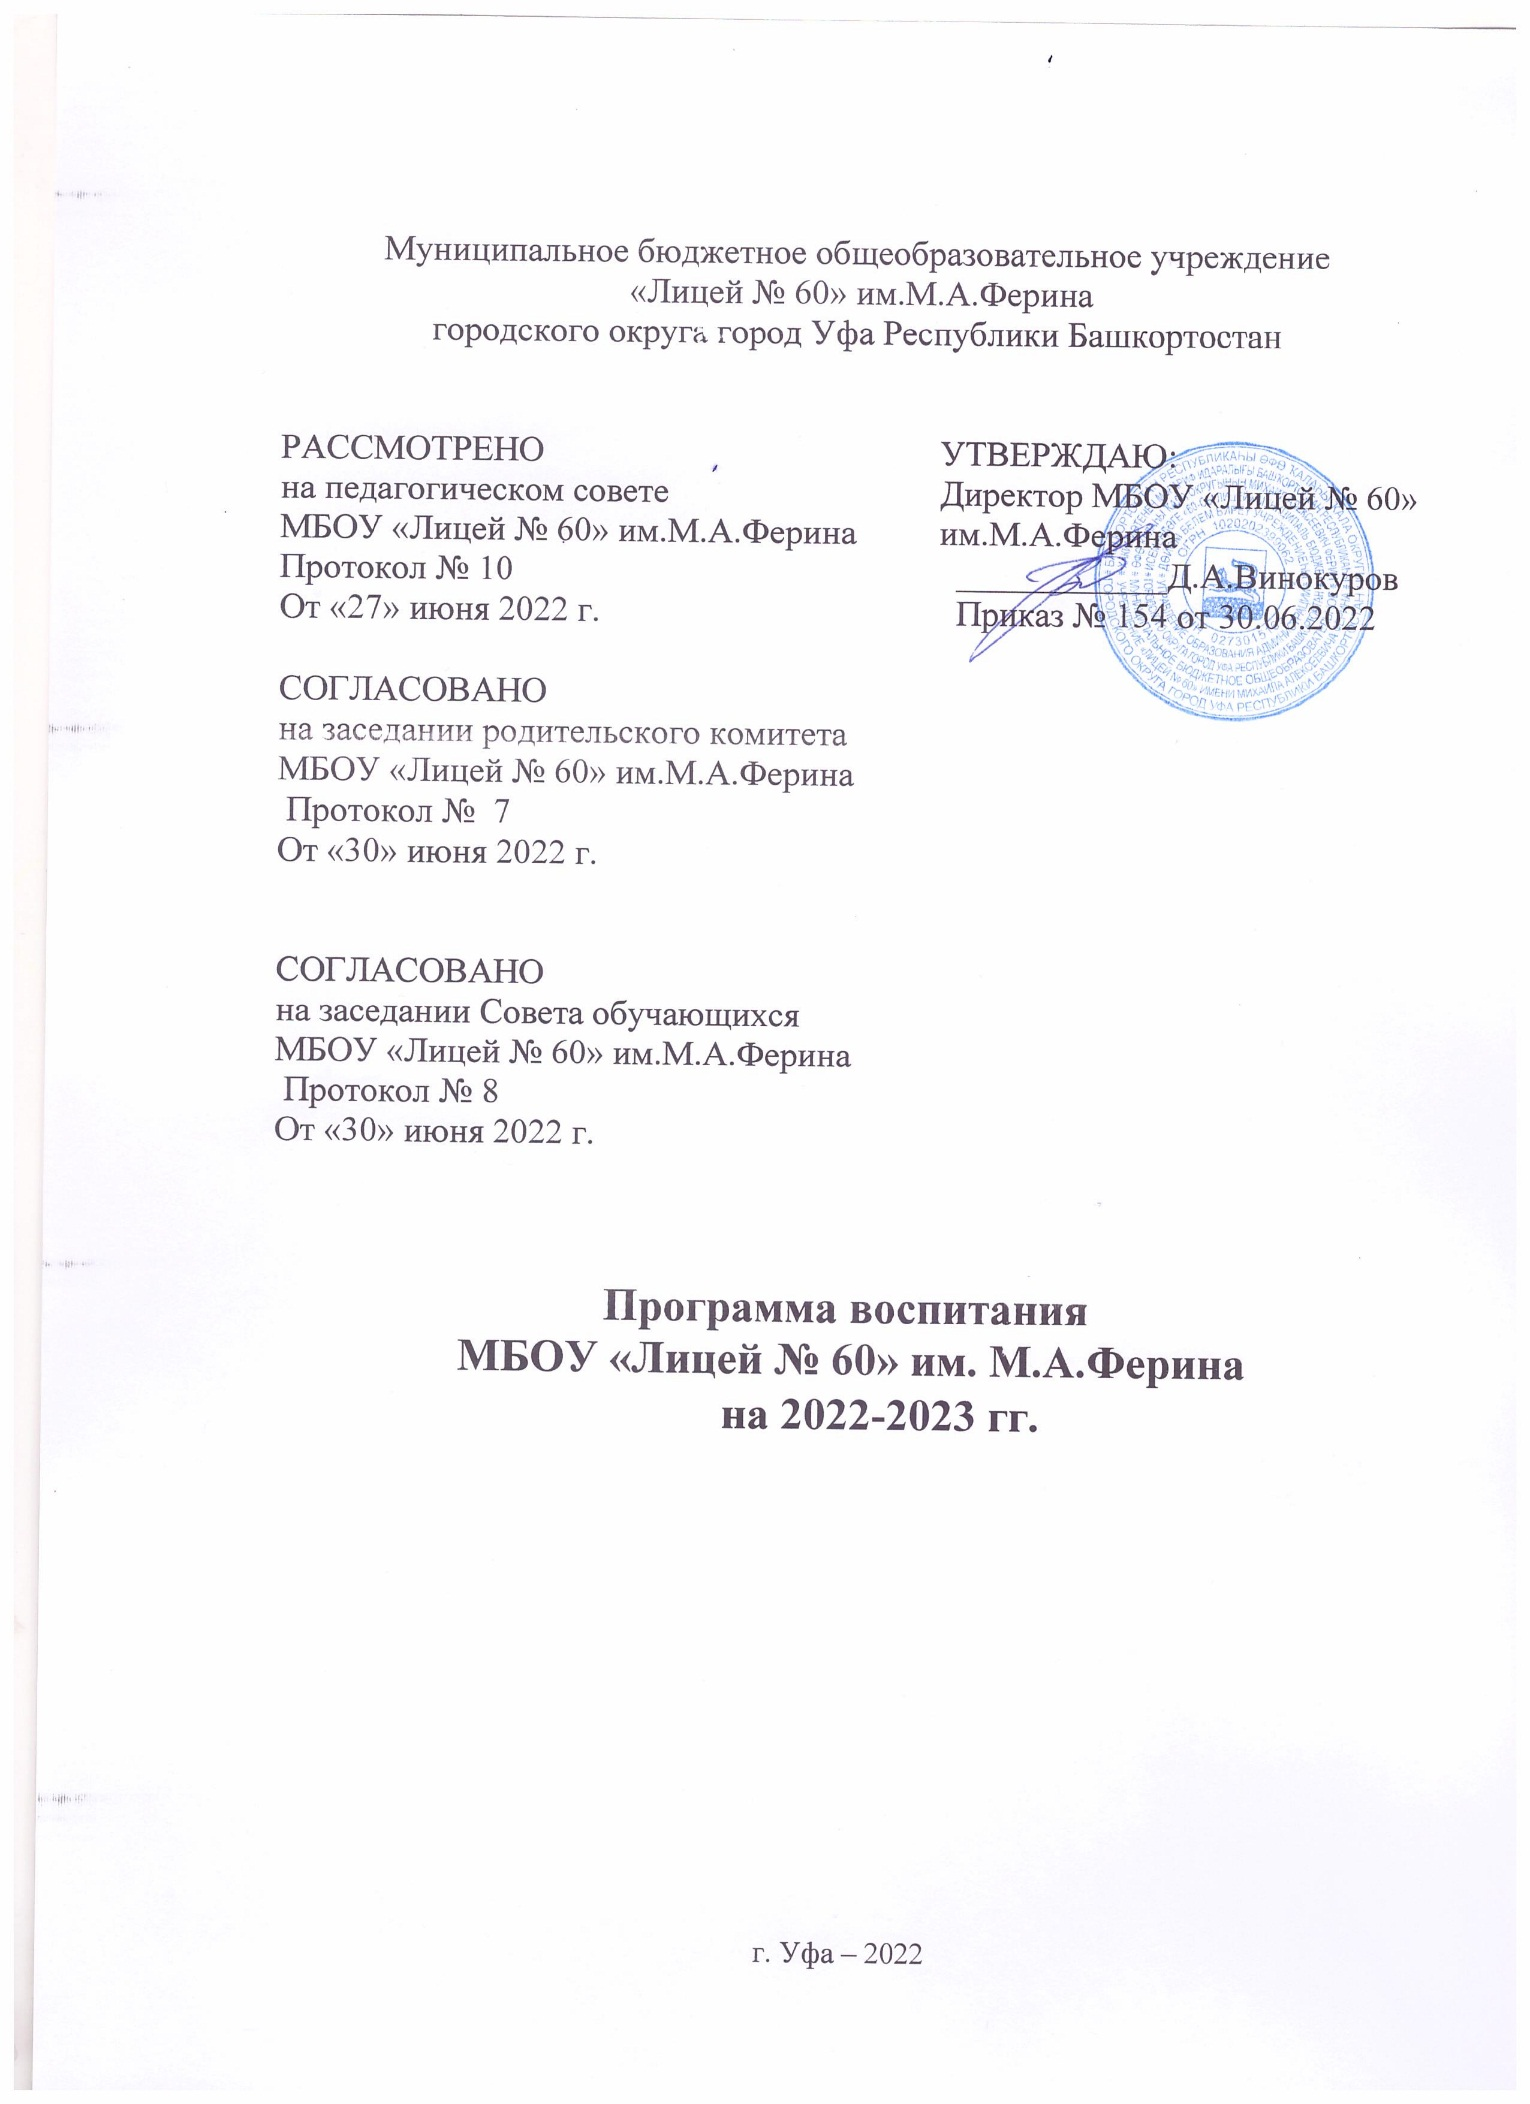 Муниципальное бюджетное общеобразовательное учреждение
«Лицей № 60» им.М.А.Ферина
городского округа город Уфа Республики Башкортостан
РАССМОТРЕНО
на педагогическом совете
МБОУ «Лицей № 60» им.М.А.Ферина
Протокол № 10
От «27» июня 2022 г.
УТВЕРЖДАЮ:
Директор МБОУ «Лицей № 60»
им.М.А.Ферина
____________Д.А.Винокуров
Приказ № 154 от 30.06.2022
СОГЛАСОВАНО
на заседании родительского комитета
МБОУ «Лицей № 60» им.М.А.Ферина
Протокол № 7
От «30» июня 2022 г.
СОГЛАСОВАНО
на заседании Совета обучающихся
МБОУ «Лицей № 60» им.М.А.Ферина
Протокол № 8
От «30» июня 2022 г.
Программа воспитания
МБОУ «Лицей № 60» им. М.А.Ферина
на 2022-2023 гг.
г. Уфа – 2022